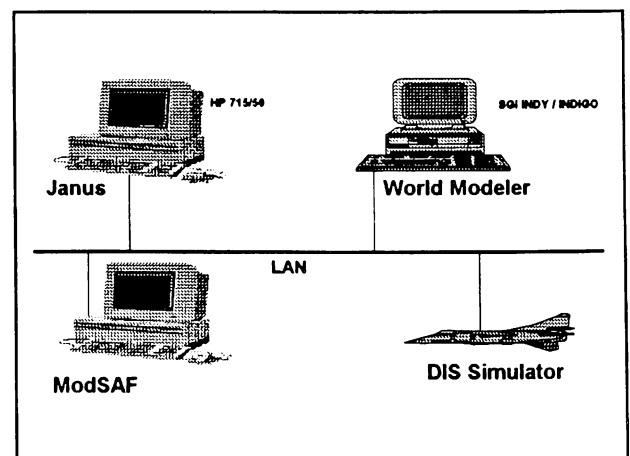 HP 715/50
SGI INDY / INDIGO
Janus
World Modeler
LAN
ModSAF
DIS Simulator